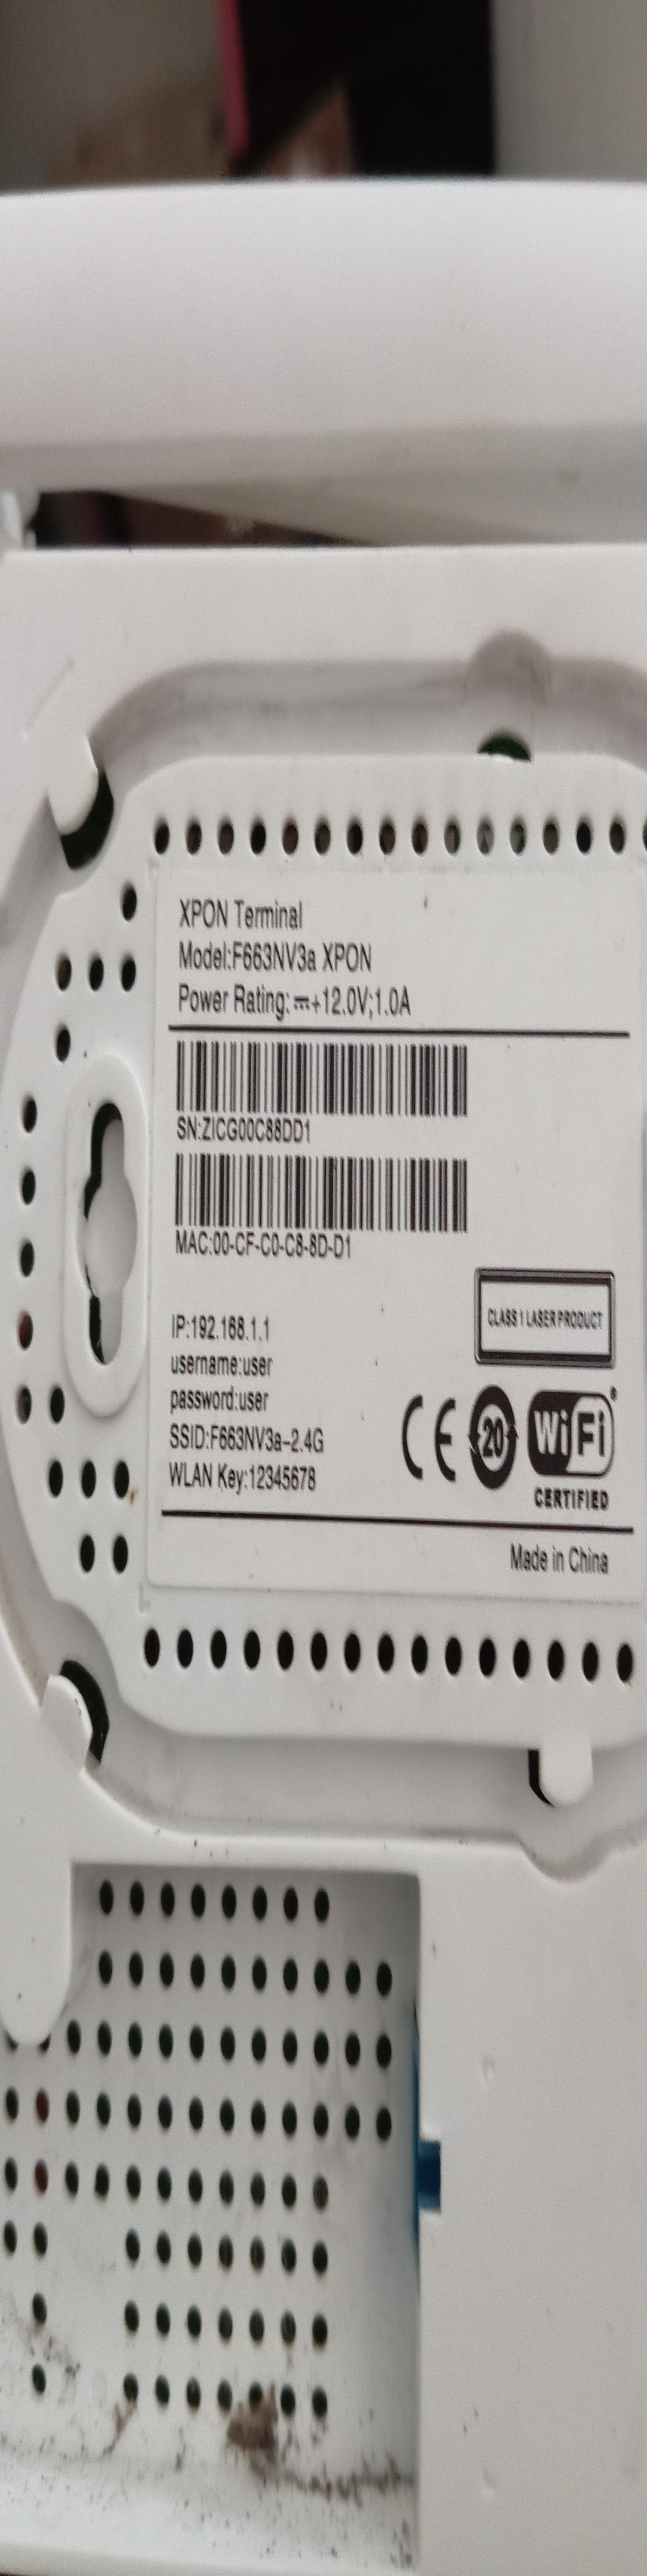 XPON Terminal
Model:F663NV3a XPON
Power Rating: ⎓+12.0V;1.0A
SN:ZICG00C88DD1
MAC:00-CF-C0-C8-8D-D1
IP:192.168.1.1
username:user
password:user
SSID:F663NV3a-2.4G
WLAN Key:12345678
CLASS 1 LASER PRODUCT
CE 20 WiFi
CERTIFIED
Made in China